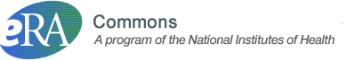 eRA Commons
A program of the National Institutes of Health